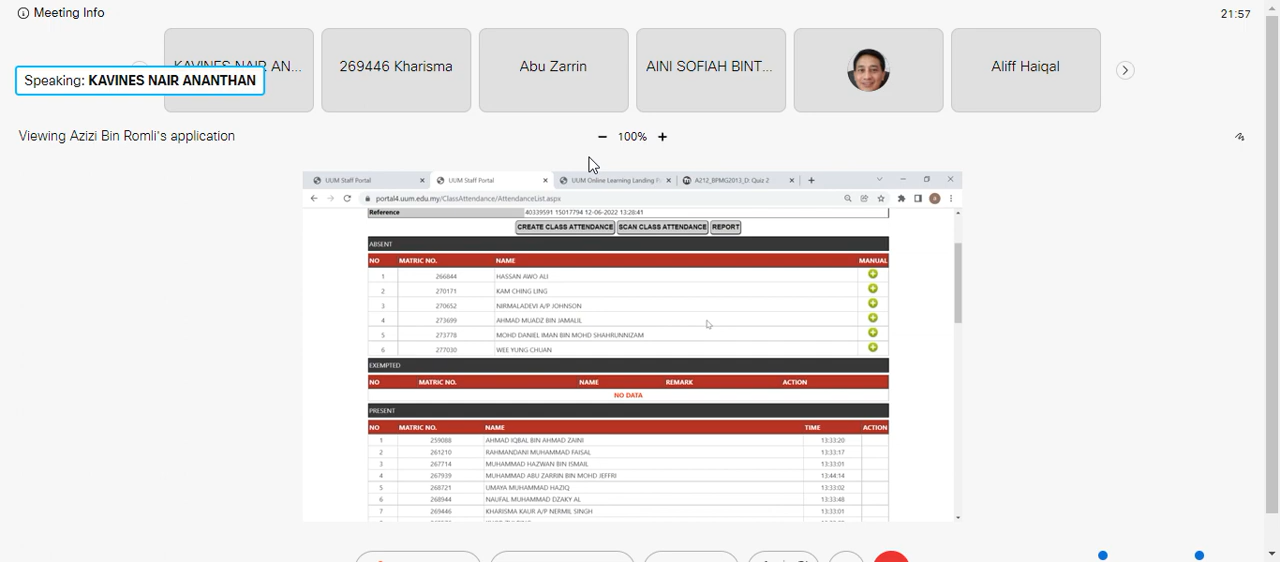 Meeting Info
21:57
KAVINES NAIR AN...
269446 Kharisma
Abu Zarrin
AINI SOFIAH BINT...
Aliff Haiqal
Speaking: KAVINES NAIR ANANTHAN
Viewing Azizi Bin Romli's application
100%
UUM Staff Portal
UUM Staff Portal
UUM Online Learning Landing P
A212_BPMG2013_D: Quiz 2
portal4.uum.edu.my/ClassAttendance/AttendanceList.aspx
Reference 40339591 15017794 12-06-2022 13:28:41
CREATE CLASS ATTENDANCE SCAN CLASS ATTENDANCE REPORT
ABSENT
NO MATRIC NO. NAME MANUAL
1 266044 HASSAN AWO ALI
2 270171 KAM CHING LING
3 270652 NIRMALADEVI A/P JOHNSON
4 273699 AHMAD MUADZ BIN JAMALIL
5 273778 MOHD DANIEL IMAN BIN MOHD SHAHRUNNIZAM
6 277030 WEE YUNG CHUAN
EXEMPTED
NO MATRIC NO. NAME REMARK ACTION
NO DATA
PRESENT
NO MATRIC NO. NAME TIME ACTION
1 259088 AHMAD IQBAL BIN AHMAD ZAINI 13:33:20
2 261210 RAHMANDANI MUHAMMAD FAISAL 13:33:17
3 267714 MUHAMMAD HAZWAN BIN ISMAIL 13:33:01
4 267939 MUHAMMAD ABU ZARRIN BIN MOHD JEFFRI 13:44:14
5 268721 UMAYA MUHAMMAD HAZIQ 13:33:02
6 268944 NAUFAL MUHAMMAD DZAKY AL 13:33:48
7 269446 KHARISMA KAUR A/P NERMIL SINGH 13:33:01